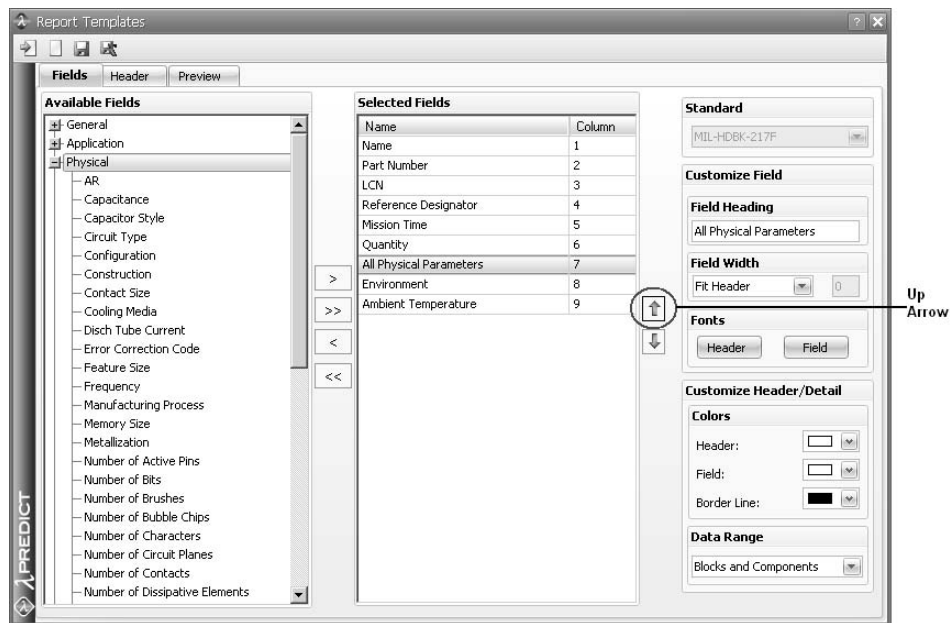 Report Templates
Fields
Header
Preview
Available Fields
General
Application
Physical
AR
Capacitance
Capacitor Style
Circuit Type
Configuration
Construction
Contact Size
Cooling Media
Disch Tube Current
Error Correction Code
Feature Size
Frequency
Manufacturing Process
Memory Size
Metallization
Number of Active Pins
Number of Bits
Number of Brushes
Number of Bubble Chips
Number of Characters
Number of Circuit Planes
Number of Contacts
Number of Dissipative Elements
>
>>
<
<<
Selected Fields
Name Column
Name 1
Part Number 2
LCN 3
Reference Designator 4
Mission Time 5
Quantity 6
All Physical Parameters 7
Environment 8
Ambient Temperature 9
Standard
MIL-HDBK-217F
Customize Field
Field Heading
All Physical Parameters
Field Width
Fit Header 0
Fonts
Header Field
Customize Header/Detail
Colors
Header:
Field:
Border Line:
Data Range
Blocks and Components
Up
Arrow
λPREDICT